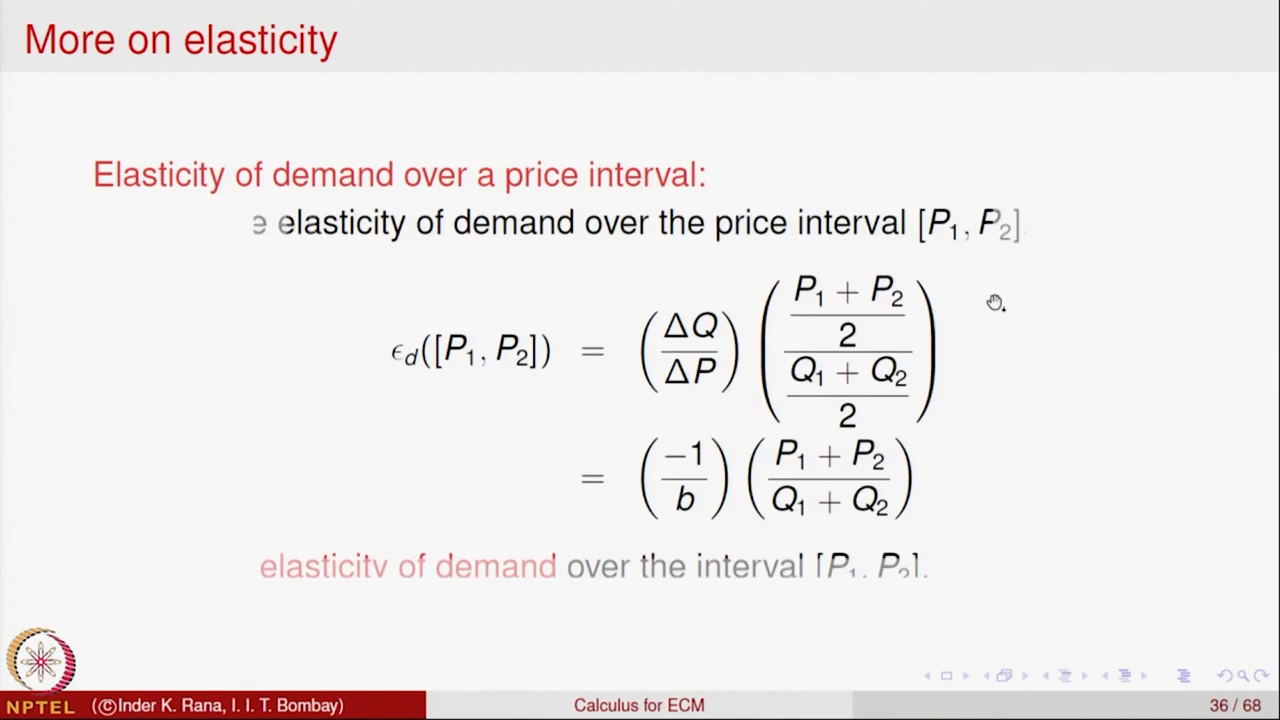 More on elasticity
Elasticity of demand over a price interval:
elasticity of demand over the price interval [P₁, P₂]
ϵ_d([P₁, P₂]) = (ΔQ/ΔP) (((P₁ + P₂)/2)/((Q₁ + Q₂)/2))
= (−1/b) ((P₁ + P₂)/(Q₁ + Q₂))
elasticity of demand over the interval [P₁, P₂].
NPTEL
(©Inder K. Rana, I. I. T. Bombay) Calculus for ECM 36 / 68